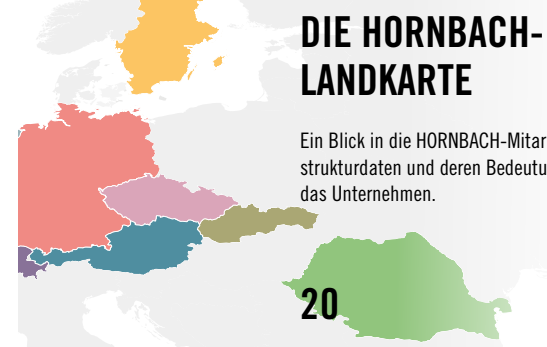 DIE HORNBACH-
LANDKARTE
Ein Blick in die HORNBACH-Mitar
strukturdaten und deren Bedeutu
das Unternehmen.
20